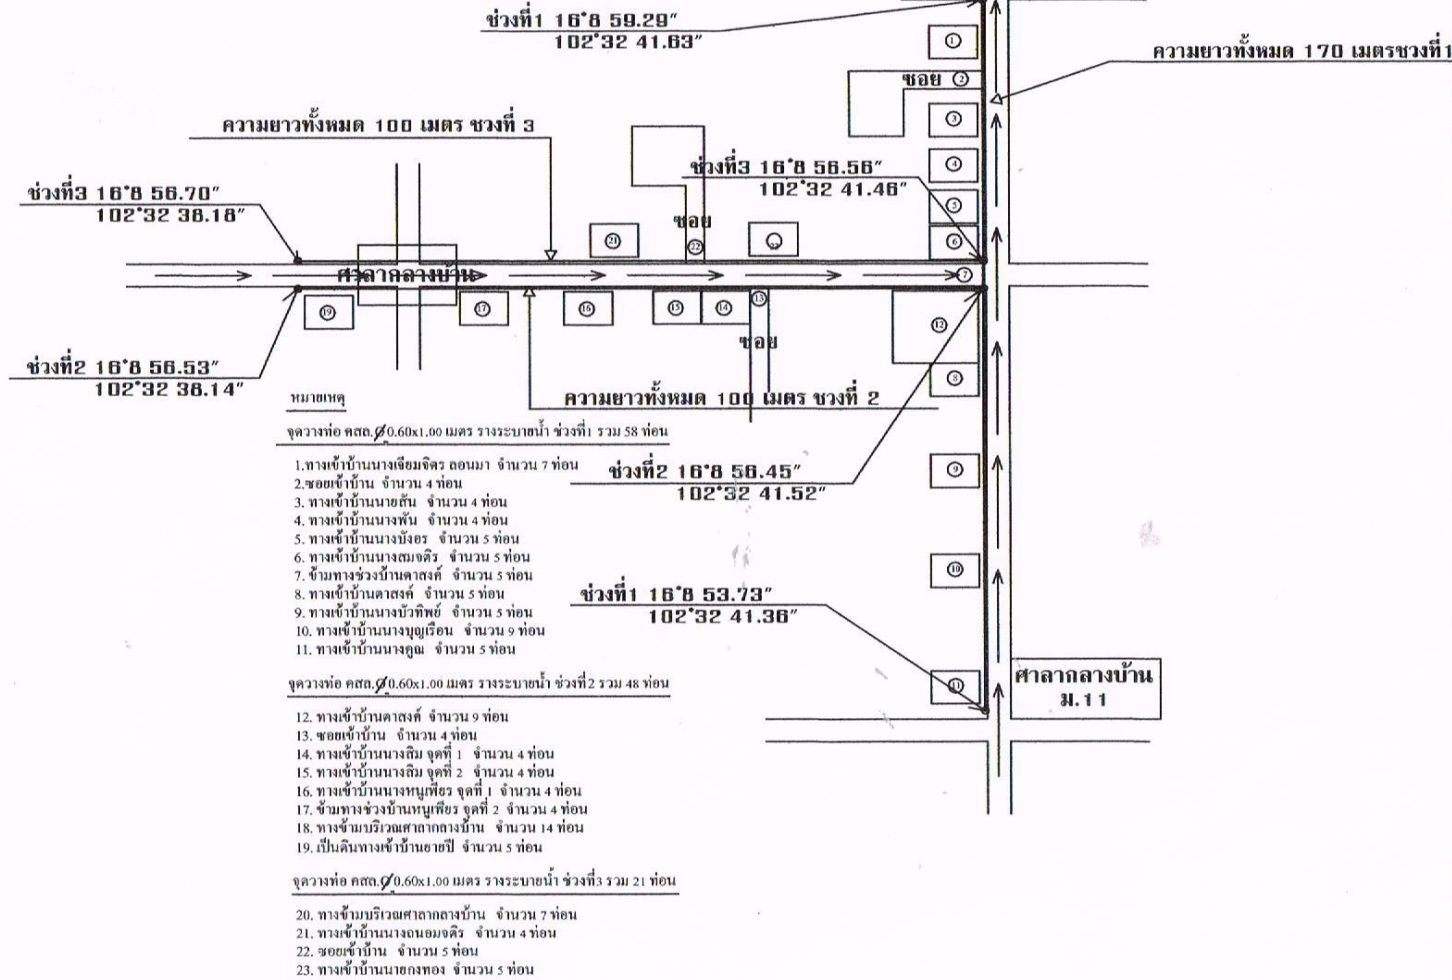 ช่วงที่1 16°8 59.29"
102°32 41.63"
ความยาวทั้งหมด 170 เมตรช่วงที่1
1
ซอย 2
3
4
5
6
7
ความยาวทั้งหมด 100 เมตร ช่วงที่ 3
ช่วงที่3 16°8 56.56"
102°32 41.46"
ช่วงที่3 16°8 56.70"
102°32 38.18"
ซอย
21
22
ศาลากลางบ้าน
19
17
16
15
14
13
12
ซอย
8
ช่วงที่2 16°8 56.53"
102°32 38.14"
ความยาวทั้งหมด 100 เมตร ช่วงที่ 2
หมายเหตุ
จุดวางท่อ คสล.Ø0.60x1.00 เมตร รางระบายน้ำ ช่วงที่1 รวม 58 ท่อน
1.ทางเข้าบ้านนางเจียมจิตร ลอนมา จำนวน 7 ท่อน
2.ซอยเข้าบ้าน จำนวน 4 ท่อน
3. ทางเข้าบ้านนายสัน จำนวน 4 ท่อน
4. ทางเข้าบ้านนางพัน จำนวน 4 ท่อน
5. ทางเข้าบ้านนางบังอร จำนวน 5 ท่อน
6. ทางเข้าบ้านนางสมจติร จำนวน 5 ท่อน
7. ข้ามทางช่วงบ้านตาสงค์ จำนวน 5 ท่อน
8. ทางเข้าบ้านตาสงค์ จำนวน 5 ท่อน
9. ทางเข้าบ้านนางบัวทิพย์ จำนวน 5 ท่อน
10. ทางเข้าบ้านนางบุญเรือน จำนวน 9 ท่อน
11. ทางเข้าบ้านนางคูณ จำนวน 5 ท่อน
ช่วงที่2 16°8 56.45"
102°32 41.52"
9
10
ช่วงที่1 16°8 53.73"
102°32 41.36"
11
ศาลากลางบ้าน
ม.11
จุดวางท่อ คสล.Ø0.60x1.00 เมตร รางระบายน้ำ ช่วงที่2 รวม 48 ท่อน
12. ทางเข้าบ้านตาสงค์ จำนวน 9 ท่อน
13. ซอยเข้าบ้าน จำนวน 4 ท่อน
14. ทางเข้าบ้านนางสิม จุดที่ 1 จำนวน 4 ท่อน
15. ทางเข้าบ้านนางสิม จุดที่ 2 จำนวน 4 ท่อน
16. ทางเข้าบ้านนางหนูเพียร จุดที่ 1 จำนวน 4 ท่อน
17. ข้ามทางช่วงบ้านหนูเพียร จุดที่ 2 จำนวน 4 ท่อน
18. ทางข้ามบริเวณศาลากลางบ้าน จำนวน 14 ท่อน
19. เป็นดินทางเข้าบ้านยายปี จำนวน 5 ท่อน
จุดวางท่อ คสล.Ø0.60x1.00 เมตร รางระบายน้ำ ช่วงที่3 รวม 21 ท่อน
20. ทางข้ามบริเวณศาลากลางบ้าน จำนวน 7 ท่อน
21. ทางเข้าบ้านนางถนอมจติร จำนวน 4 ท่อน
22. ซอยเข้าบ้าน จำนวน 5 ท่อน
23. ทางเข้าบ้านนายกงทอง จำนวน 5 ท่อน